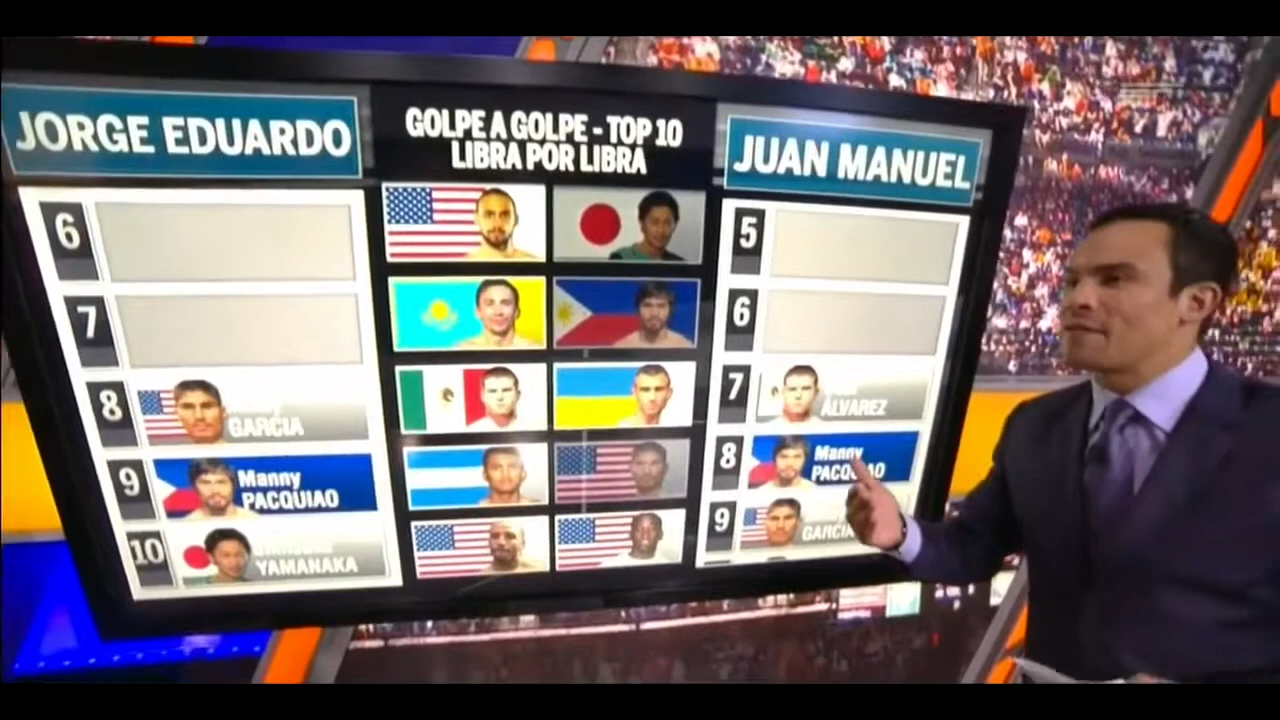 JORGE EDUARDO
GOLPE A GOLPE - TOP 10
LIBRA POR LIBRA
JUAN MANUEL
6
7
8
GARCIA
9
Manny
PACQUIAO
10
YAMANAKA
5
6
7
ÁLVAREZ
8
Manny
PACQUIAO
9
GARCIA